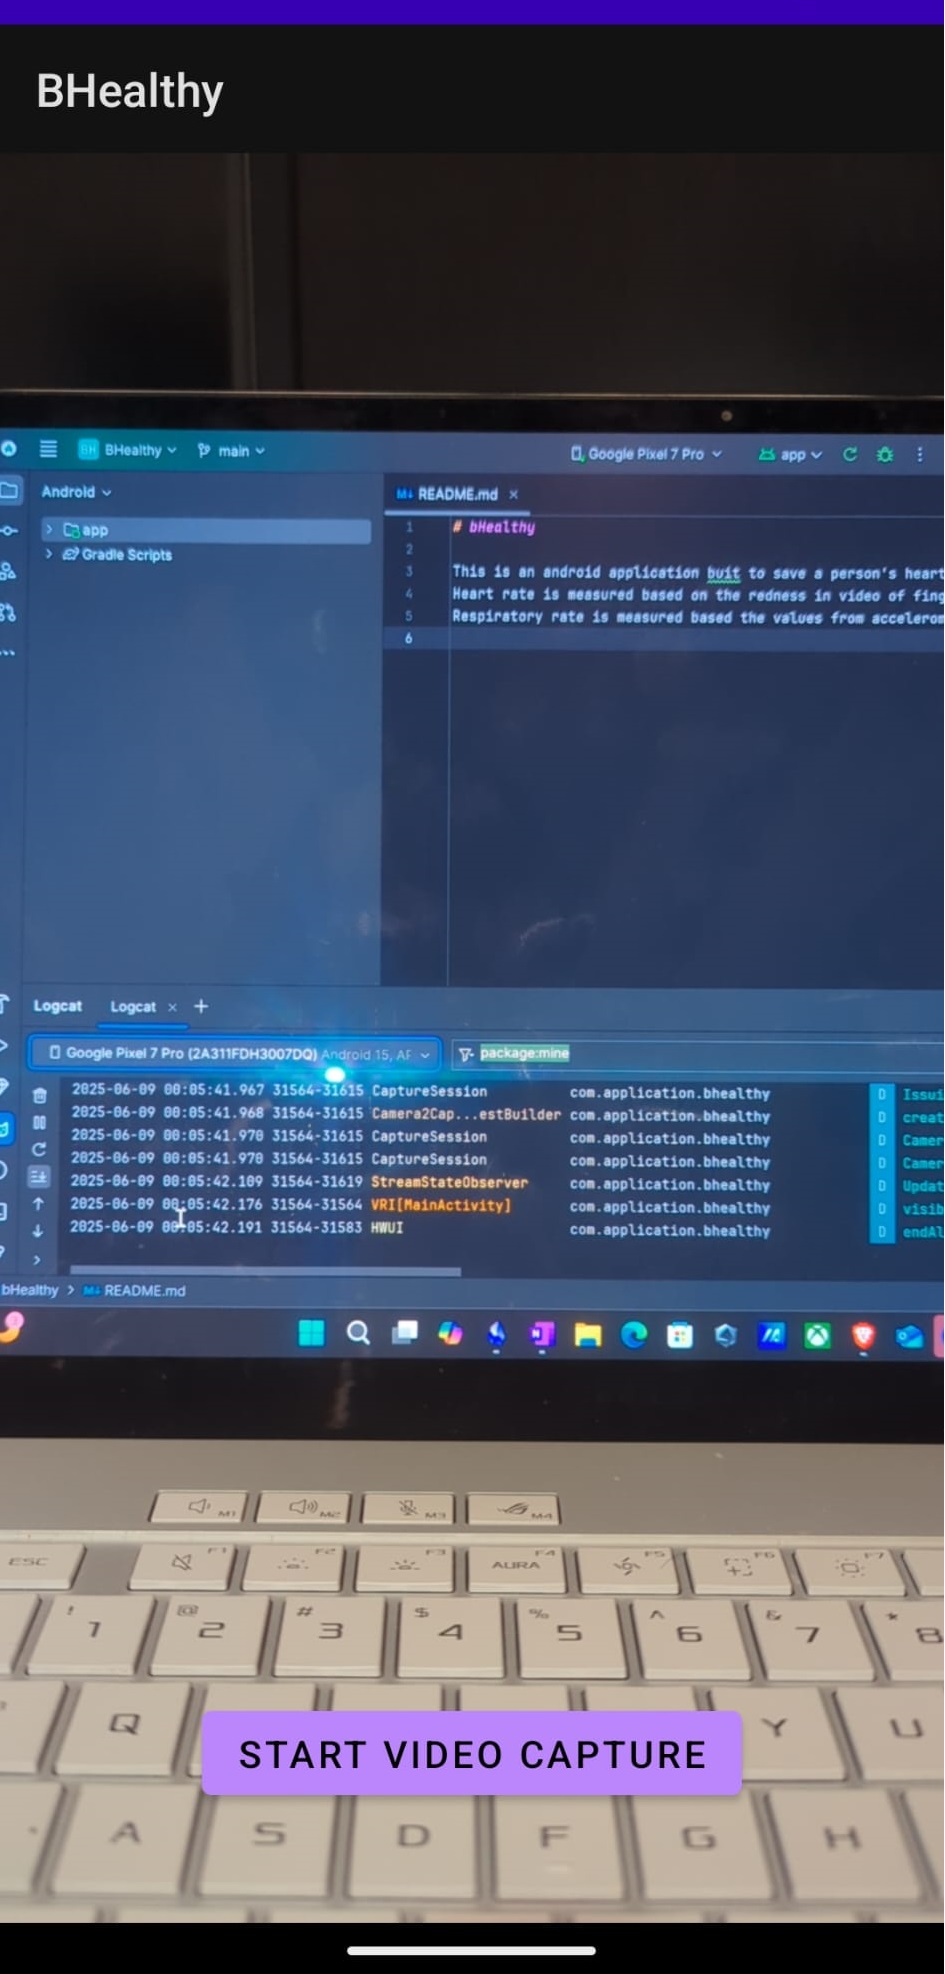 BHealthy
BH BHealthy main Google Pixel 7 Pro app
Android README.md
app
Gradle Scripts
1 # bHealthy
2
3 This is an android application buit to save a person's heart
4 Heart rate is measured based on the redness in video of fing
5 Respiratory rate is measured based the values from accelerom
6
Logcat Logcat
Google Pixel 7 Pro (2A311FDH3007DQ) Android 15, AP package:mine
2025-06-09 00:05:41.967 31564-31615 CaptureSession com.application.bhealthy D Issui
2025-06-09 00:05:41.968 31564-31615 Camera2Cap...estBuilder com.application.bhealthy D creat
2025-06-09 00:05:41.970 31564-31615 CaptureSession com.application.bhealthy D Camer
2025-06-09 00:05:41.970 31564-31615 CaptureSession com.application.bhealthy D Camer
2025-06-09 00:05:42.109 31564-31619 StreamStateObserver com.application.bhealthy D Updat
2025-06-09 00:05:42.176 31564-31564 VRI[MainActivity] com.application.bhealthy D visib
2025-06-09 00:05:42.191 31564-31583 HWUI com.application.bhealthy D endAl
bHealthy > README.md
M1 M2 M3 M4
ESC F1 F2 F3 AURA F4 F5 F6 F7
! 1 @ 2 # 3 $ 4 % 5 ^ 6 & 7 * 8
Q Y U
START VIDEO CAPTURE
A S D F G H